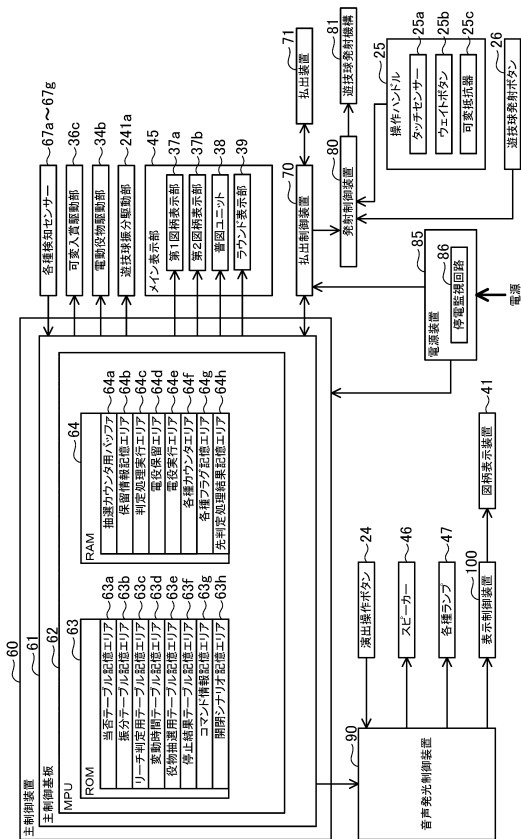 60
主制御装置
61
主制御基板
62
MPU
63
ROM
当否テーブル記憶エリア 63a
振分テーブル記憶エリア 63b
リーチ判定用テーブル記憶エリア 63c
変動時間テーブル記憶エリア 63d
役物抽選用テーブル記憶エリア 63e
停止結果テーブル記憶エリア 63f
コマンド情報記憶エリア 63g
開閉シナリオ記憶エリア 63h
64
RAM
抽選カウンタ用バッファ 64a
保留情報記憶エリア 64b
判定処理実行エリア 64c
電役保留エリア 64d
電役実行エリア 64e
各種カウンタエリア 64f
各種フラグ記憶エリア 64g
先判定処理結果記憶エリア 64h
各種検知センサー 67a~67g
可変入賞駆動部 36c
電動役物駆動部 34b
遊技球振分駆動部 241a
メイン表示部 45
第1図柄表示部 37a
第2図柄表示部 37b
普図ユニット 38
ラウンド表示部 39
払出制御装置 70
払出装置 71
発射制御装置 80
遊技球発射機構 81
操作ハンドル 25
タッチセンサー 25a
ウェイトボタン 25b
可変抵抗器 25c
遊技球発射ボタン 26
電源装置 85
停電監視回路 86
電源
音声発光制御装置 90
演出操作ボタン 24
スピーカー 46
各種ランプ 47
表示制御装置 100
図柄表示装置 41